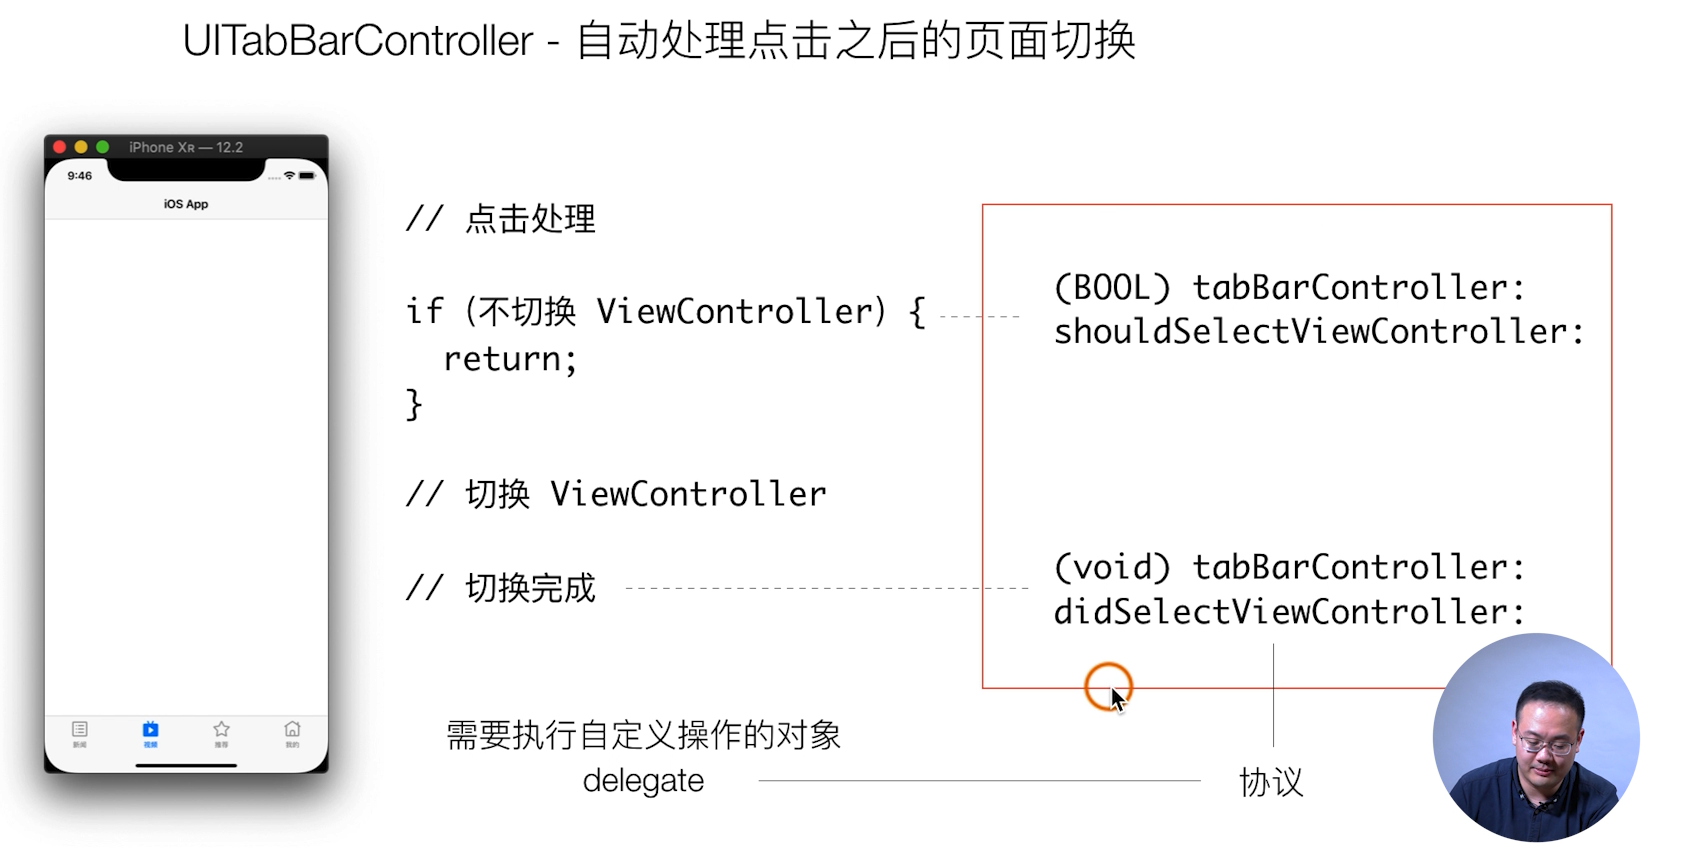 UITabBarController - 自动处理点击之后的页面切换
iPhone XR — 12.2
9:46
iOS App
新闻
视频
推荐
我的
// 点击处理
if (不切换 ViewController) {
return;
}
// 切换 ViewController
// 切换完成
(BOOL) tabBarController:
shouldSelectViewController:
(void) tabBarController:
didSelectViewController:
需要执行自定义操作的对象
delegate
协议